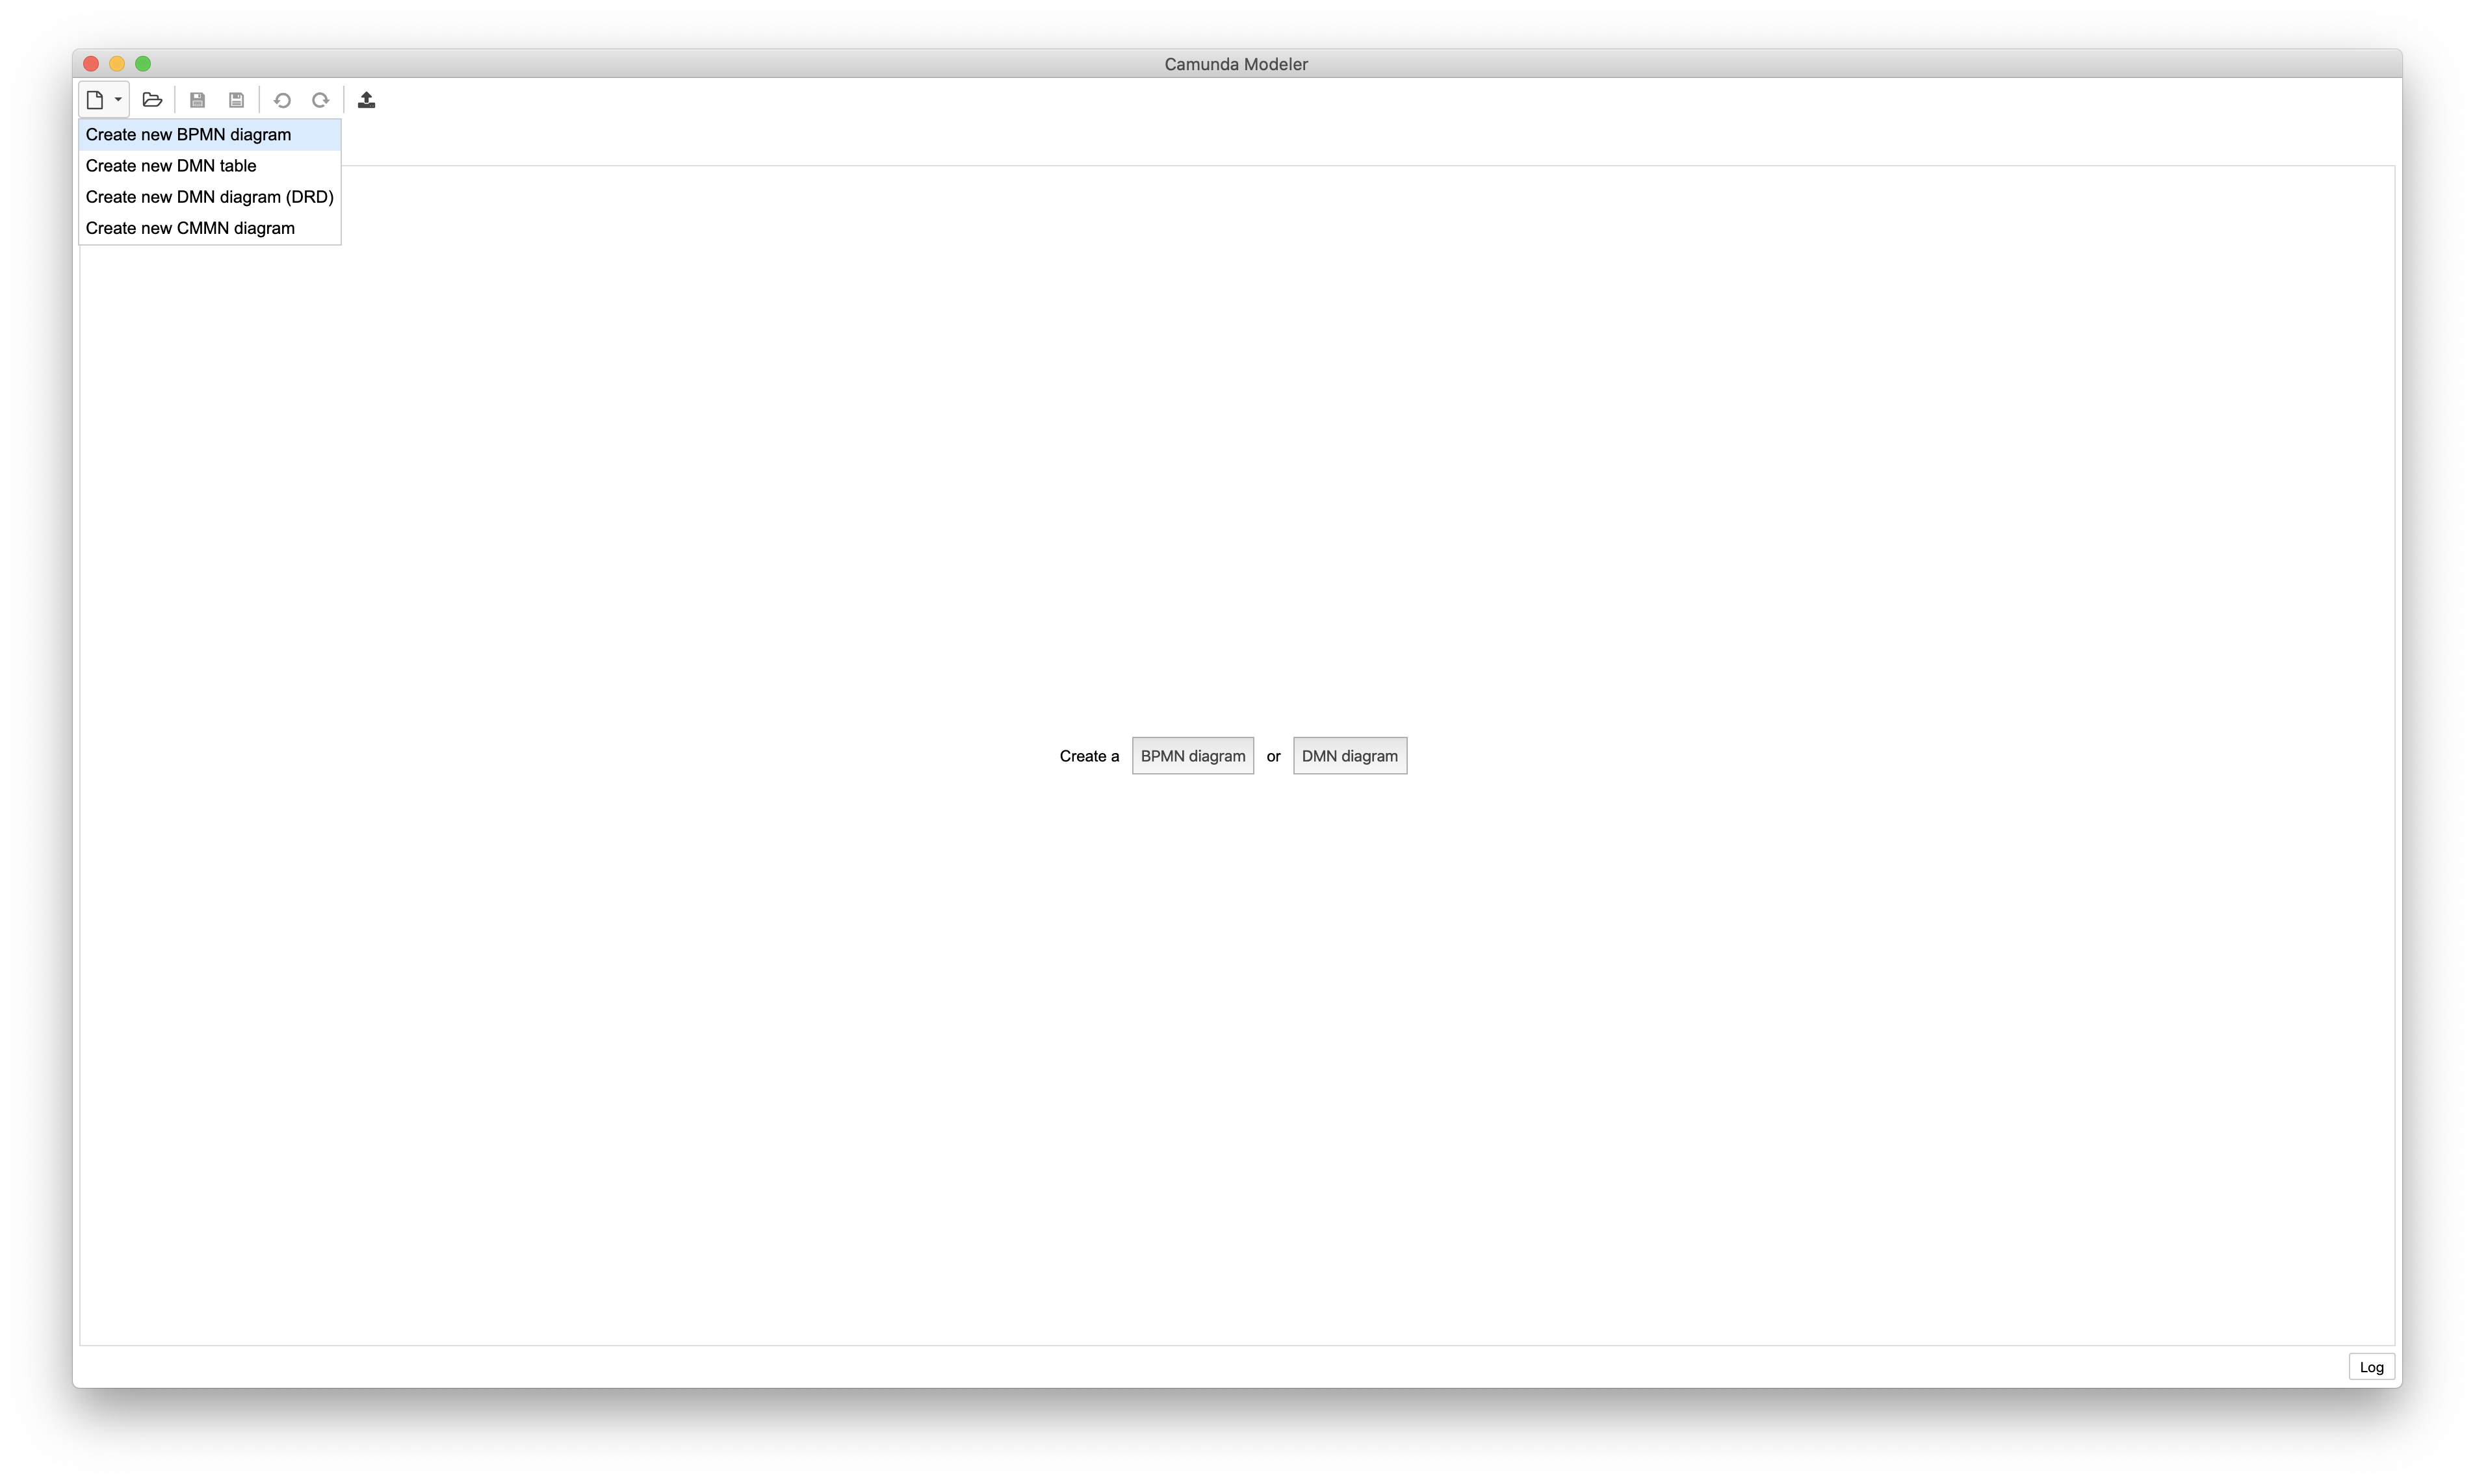 Camunda Modeler
Create new BPMN diagram
Create new DMN table
Create new DMN diagram (DRD)
Create new CMMN diagram
Create a BPMN diagram or DMN diagram
Log